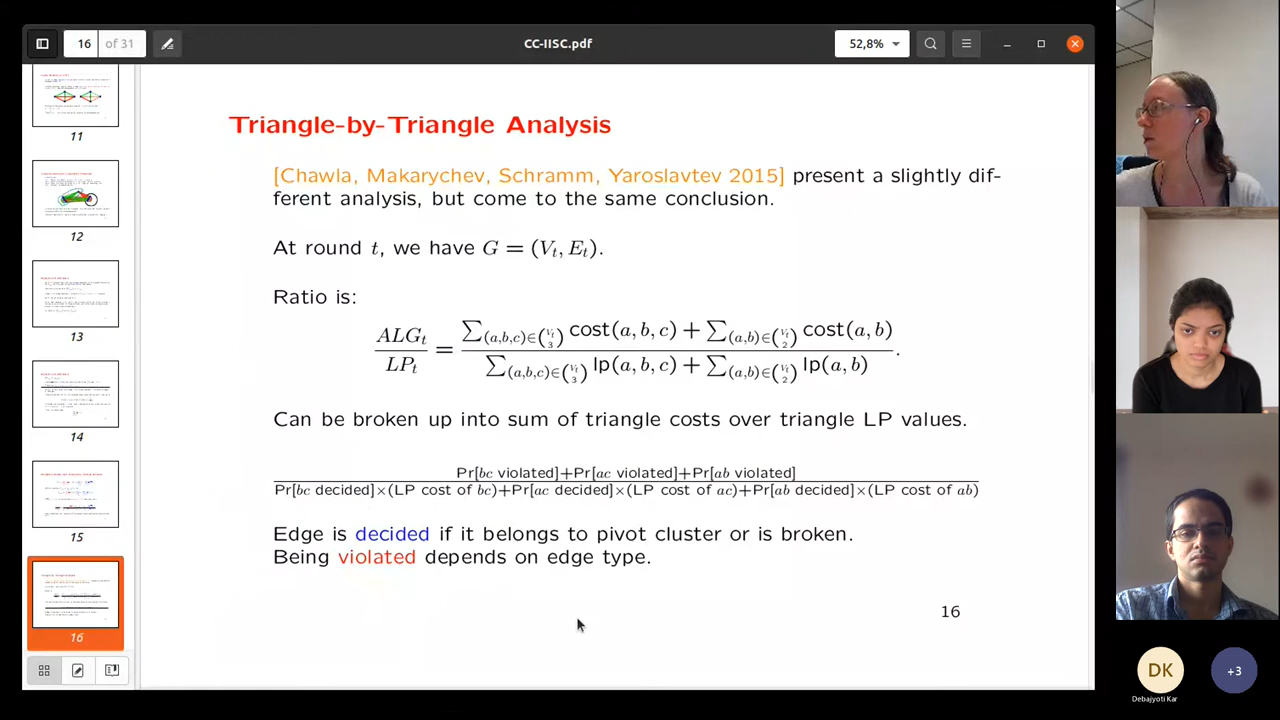 16 of 31
CC-IISC.pdf
52,8%
11
12
13
14
15
16
Triangle-by-Triangle Analysis
[Chawla, Makarychev, Schramm, Yaroslavtev 2015] present a slightly dif-
ferent analysis, but come to the same conclusion.
At round t, we have G = (V_t, E_t).
Ratio is:
ALG_t / LP_t = ∑_{(a,b,c)∈\binom{V_t}{3}} cost(a, b, c) + ∑_{(a,b)∈\binom{V_t}{2}} cost(a, b) / ∑_{(a,b,c)∈\binom{V_t}{3}} lp(a, b, c) + ∑_{(a,b)∈\binom{V_t}{2}} lp(a, b) .
Can be broken up into sum of triangle costs over triangle LP values.
Pr[bc violated]+Pr[ac violated]+Pr[ab violated]
Pr[bc decided]×(LP cost of bc)+Pr[ac decided]×(LP cost of ac)+Pr[ab decided]×(LP cost of ab)
Edge is decided if it belongs to pivot cluster or is broken.
Being violated depends on edge type.
16
DK
+3
Debajyoti Kar